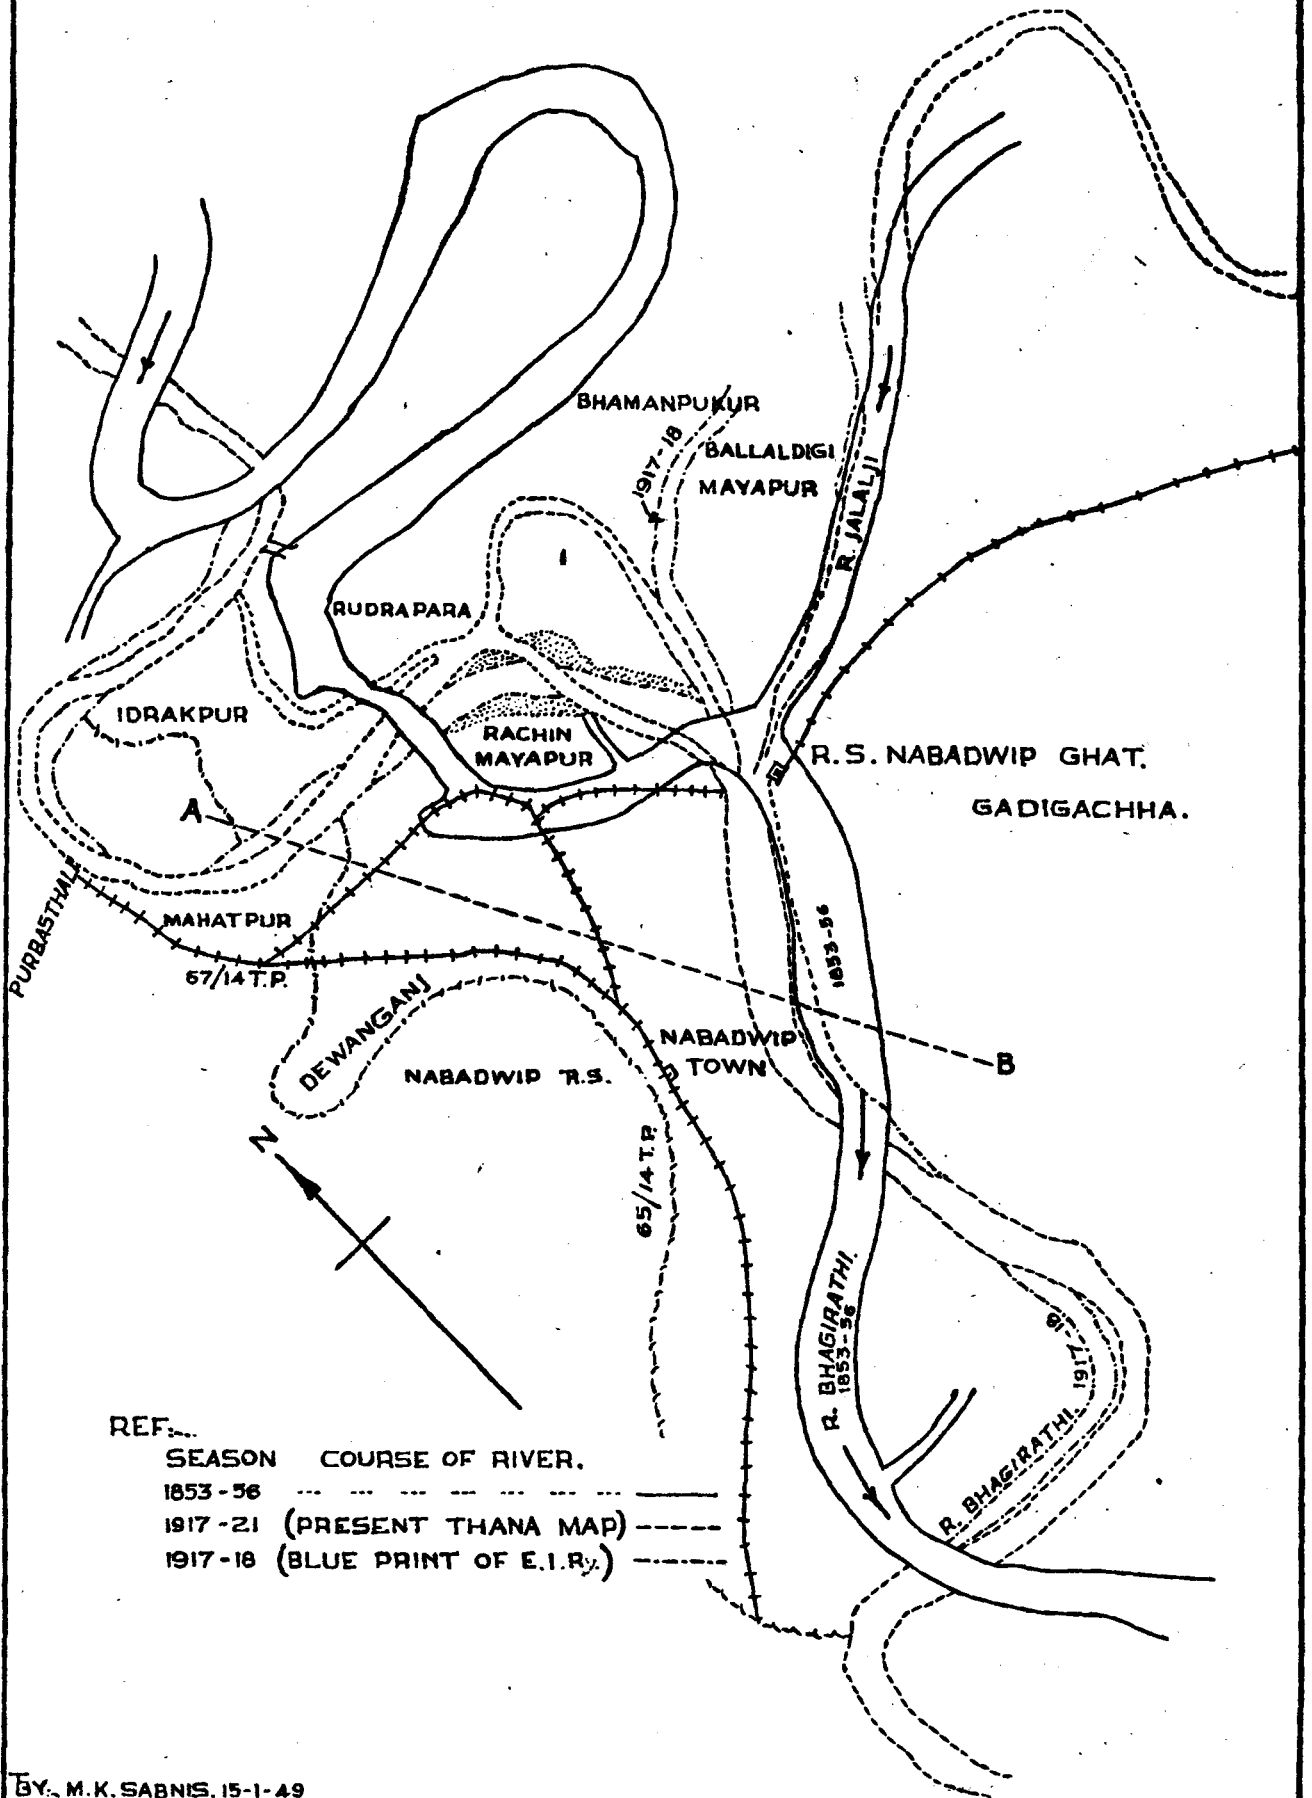 BHAMANPUKUR
1917-18
BALLALDIGI
MAYAPUR
R. JALALJI
RUDRAPARA
IDRAKPUR
RACHIN
MAYAPUR
R.S. NABADWIP GHAT.
GADIGACHHA.
A
PURBASTHALI
MAHATPUR
67/14 T.P.
1853-56
DEWANGANJ
NABADWIP
TOWN
NABADWIP R.S.
B
N
65/14 T.P.
R. BHAGIRATHI.
1853-56
1917-18
R. BHAGIRATHI.
REF:-
SEASON COURSE OF RIVER.
1853-56
1917-21 (PRESENT THANA MAP)
1917-18 (BLUE PRINT OF E.I.Ry.)
BY:- M.K. SABNIS. 15-1-49